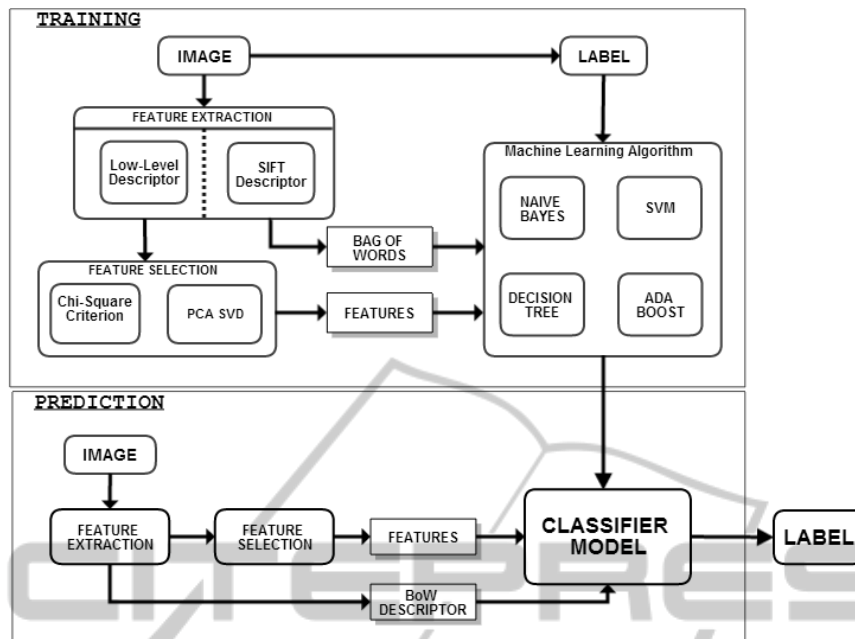 TRAINING
IMAGE
LABEL
FEATURE EXTRACTION
Low-Level
Descriptor
SIFT
Descriptor
Machine Learning Algorithm
NAIVE
BAYES
SVM
BAG OF
WORDS
FEATURE SELECTION
Chi-Square
Criterion
PCA SVD
FEATURES
DECISION
TREE
ADA
BOOST
PREDICTION
IMAGE
FEATURE
EXTRACTION
FEATURE
SELECTION
FEATURES
CLASSIFIER
MODEL
LABEL
BoW
DESCRIPTOR